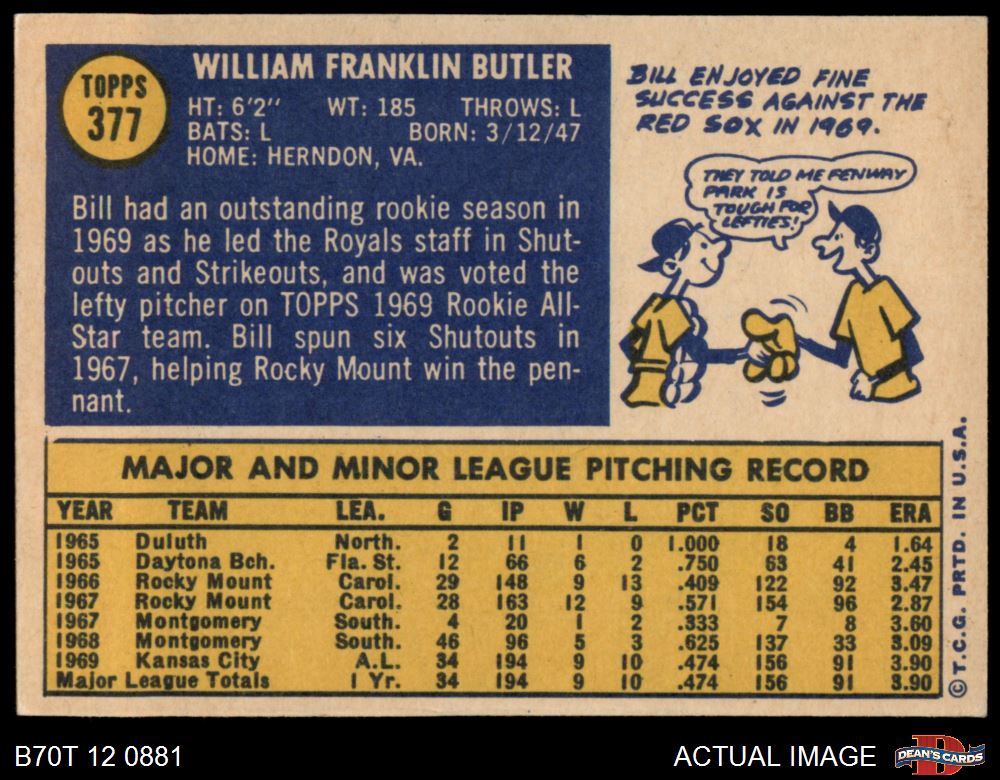 TOPPS
377
WILLIAM FRANKLIN BUTLER
HT: 6'2" WT: 185 THROWS: L
BATS: L BORN: 3/12/47
HOME: HERNDON, VA.
Bill had an outstanding rookie season in
1969 as he led the Royals staff in Shut-
outs and Strikeouts, and was voted the
lefty pitcher on TOPPS 1969 Rookie All-
Star team. Bill spun six Shutouts in
1967, helping Rocky Mount win the pen-
nant.
BILL ENJOYED FINE
SUCCESS AGAINST THE
RED SOX IN 1969.
THEY TOLD ME FENWAY
PARK IS
TOUGH FOR
LEFTIES!
MAJOR AND MINOR LEAGUE PITCHING RECORD
YEAR TEAM LEA. G IP W L PCT SO BB ERA
1965 Duluth North. 2 11 1 0 1.000 18 4 1.64
1965 Daytona Bch. Fla. St. 12 66 6 2 .750 63 41 2.45
1966 Rocky Mount Carol. 29 148 9 13 .409 122 92 3.47
1967 Rocky Mount Carol. 28 163 12 9 .571 154 96 2.87
1967 Montgomery South. 4 20 1 2 .333 7 8 3.60
1968 Montgomery South. 46 96 5 3 .625 137 33 3.09
1969 Kansas City A.L. 34 194 9 10 .474 156 91 3.90
Major League Totals 1 Yr. 34 194 9 10 .474 156 91 3.90
© T.C.G. PRTD. IN U.S.A.
B70T 12 0881
ACTUAL IMAGE
D
DEAN'S CARDS